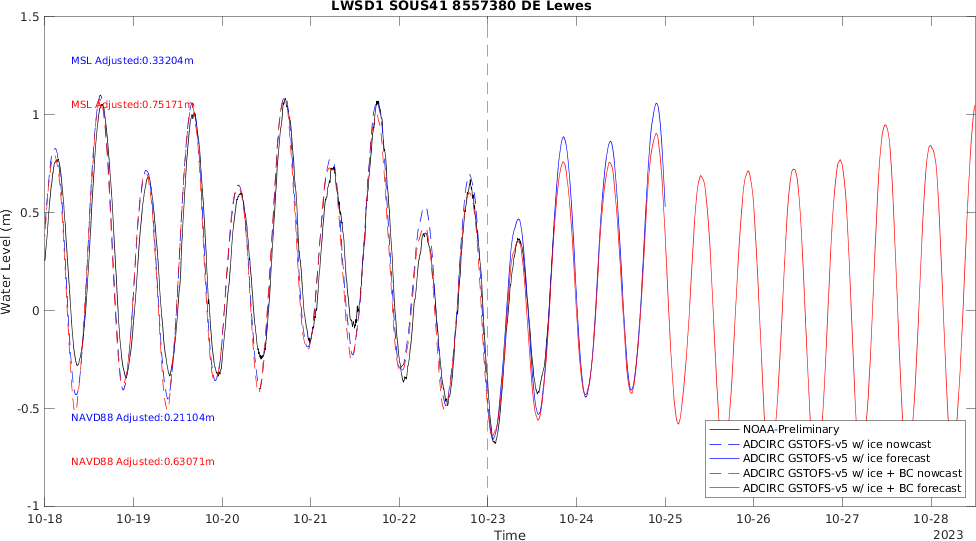 LWSD1 SOUS41 8557380 DE Lewes
1.5
MSL Adjusted:0.33204m
MSL Adjusted:0.75171m
1
0.5
Water Level (m)
0
-0.5
NAVD88 Adjusted:0.21104m
NAVD88 Adjusted:0.63071m
NOAA-Preliminary
ADCIRC GSTOFS-v5 w/ ice nowcast
ADCIRC GSTOFS-v5 w/ ice forecast
ADCIRC GSTOFS-v5 w/ ice + BC nowcast
ADCIRC GSTOFS-v5 w/ ice + BC forecast
-1
10-18 10-19 10-20 10-21 10-22 10-23 10-24 10-25 10-26 10-27 10-28
Time
2023